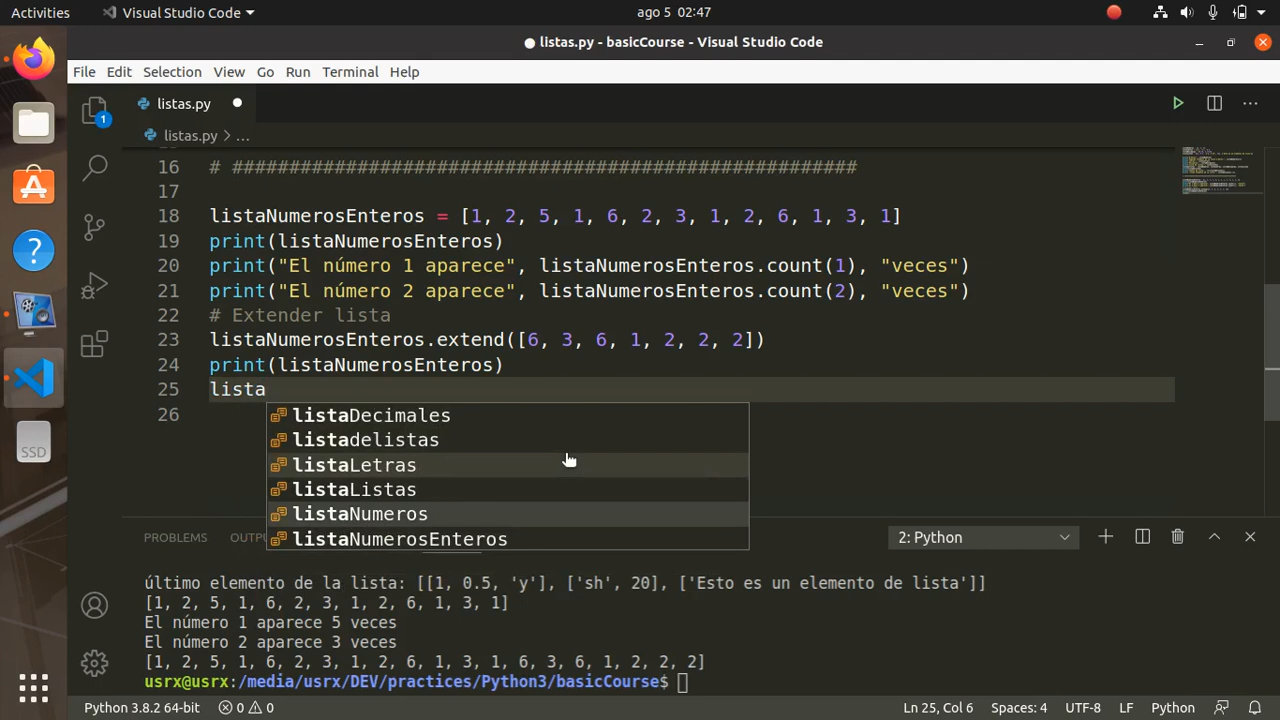 Activities
Visual Studio Code
ago 5 02:47
listas.py - basicCourse - Visual Studio Code
File Edit Selection View Go Run Terminal Help
1
listas.py
listas.py > ...
16 # #######################################################
17
18 listaNumerosEnteros = [1, 2, 5, 1, 6, 2, 3, 1, 2, 6, 1, 3, 1]
19 print(listaNumerosEnteros)
20 print("El número 1 aparece", listaNumerosEnteros.count(1), "veces")
21 print("El número 2 aparece", listaNumerosEnteros.count(2), "veces")
22 # Extender lista
23 listaNumerosEnteros.extend([6, 3, 6, 1, 2, 2, 2])
24 print(listaNumerosEnteros)
25 lista
26
listaDecimales
listadelistas
listaLetras
listaListas
listaNumeros
listaNumerosEnteros
SSD
PROBLEMS OUTPU
2: Python
último elemento de la lista: [[1, 0.5, 'y'], ['sh', 20], ['Esto es un elemento de lista']]
[1, 2, 5, 1, 6, 2, 3, 1, 2, 6, 1, 3, 1]
El número 1 aparece 5 veces
El número 2 aparece 3 veces
[1, 2, 5, 1, 6, 2, 3, 1, 2, 6, 1, 3, 1, 6, 3, 6, 1, 2, 2, 2]
usrx@usrx:/media/usrx/DEV/practices/Python3/basicCourse$
Python 3.8.2 64-bit 0 0 Ln 25, Col 6 Spaces: 4 UTF-8 LF Python